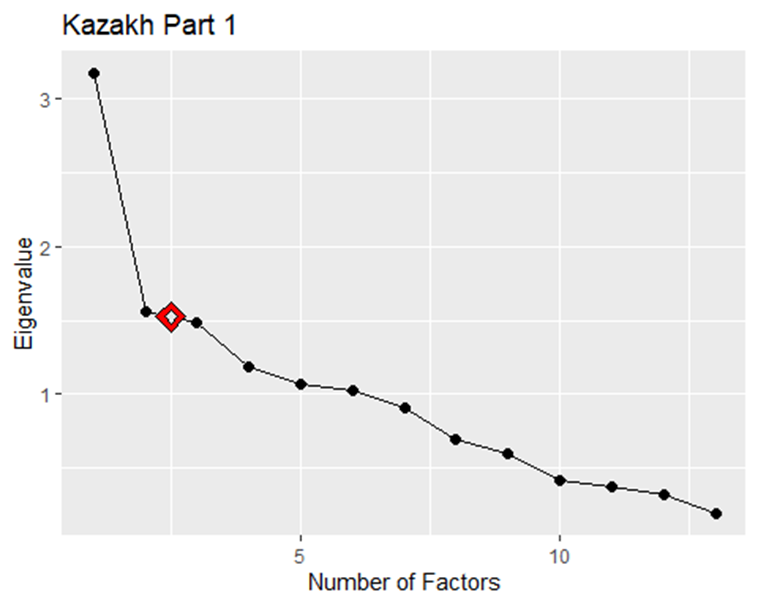 Kazakh Part 1
3
2
1
Eigenvalue
5 10
Number of Factors